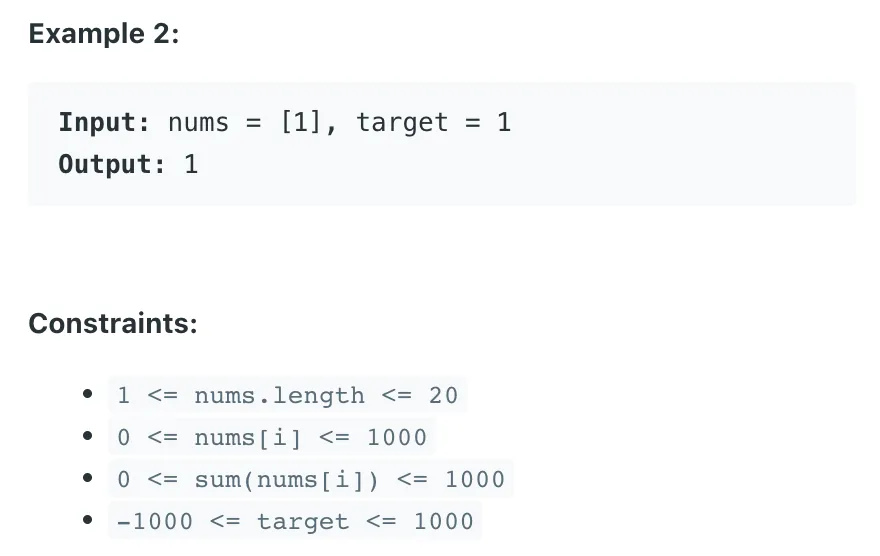 Example 2:
Input: nums = [1], target = 1
Output: 1
Constraints:
• 1 <= nums.length <= 20
• 0 <= nums[i] <= 1000
• 0 <= sum(nums[i]) <= 1000
• -1000 <= target <= 1000